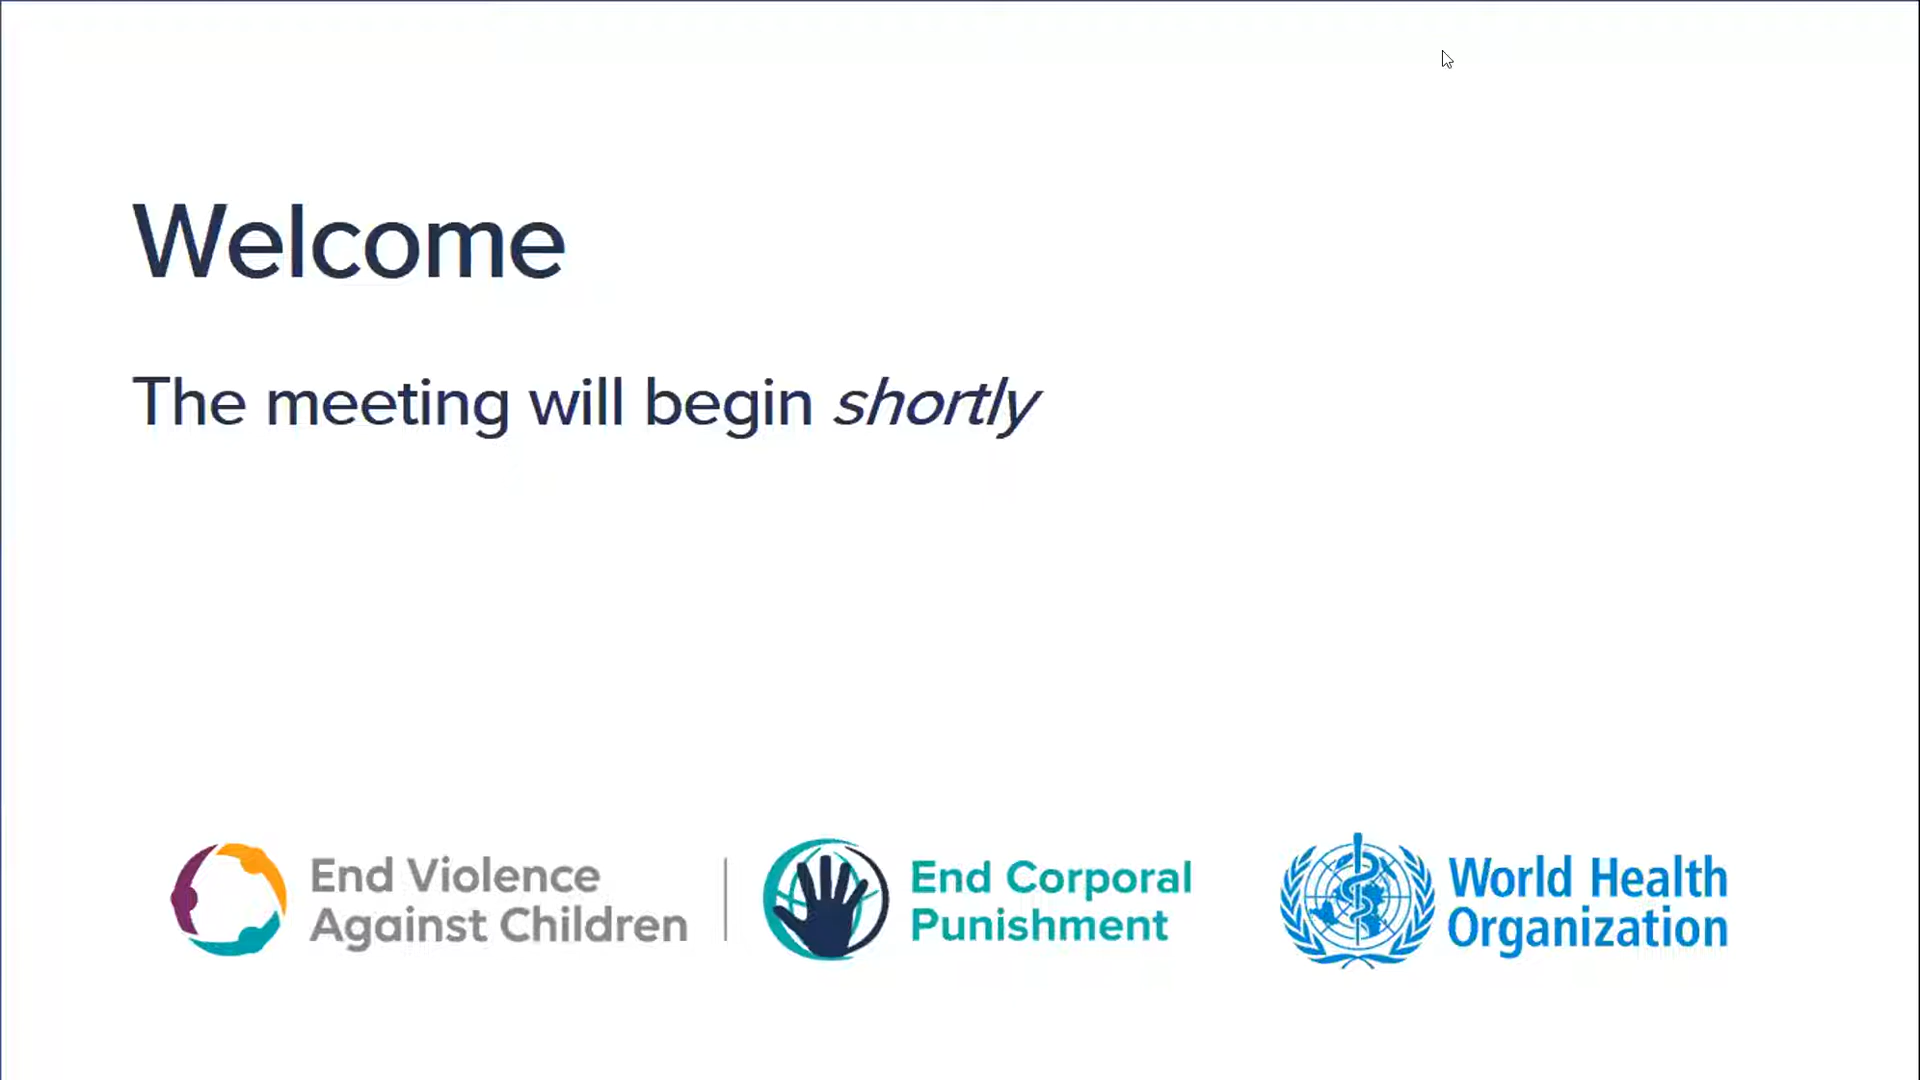 Welcome
The meeting will begin shortly
End Violence
Against Children
End Corporal
Punishment
World Health
Organization